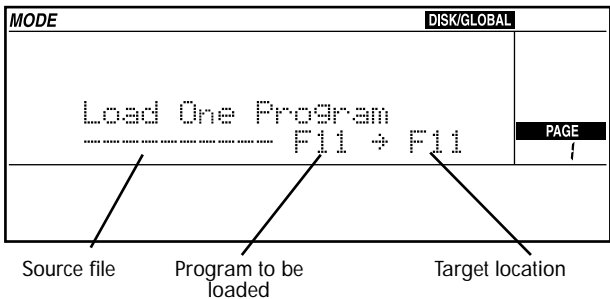 MODE DISK/GLOBAL
Load One Program
---------------- F11 → F11
PAGE
1
Source file Program to be loaded Target location